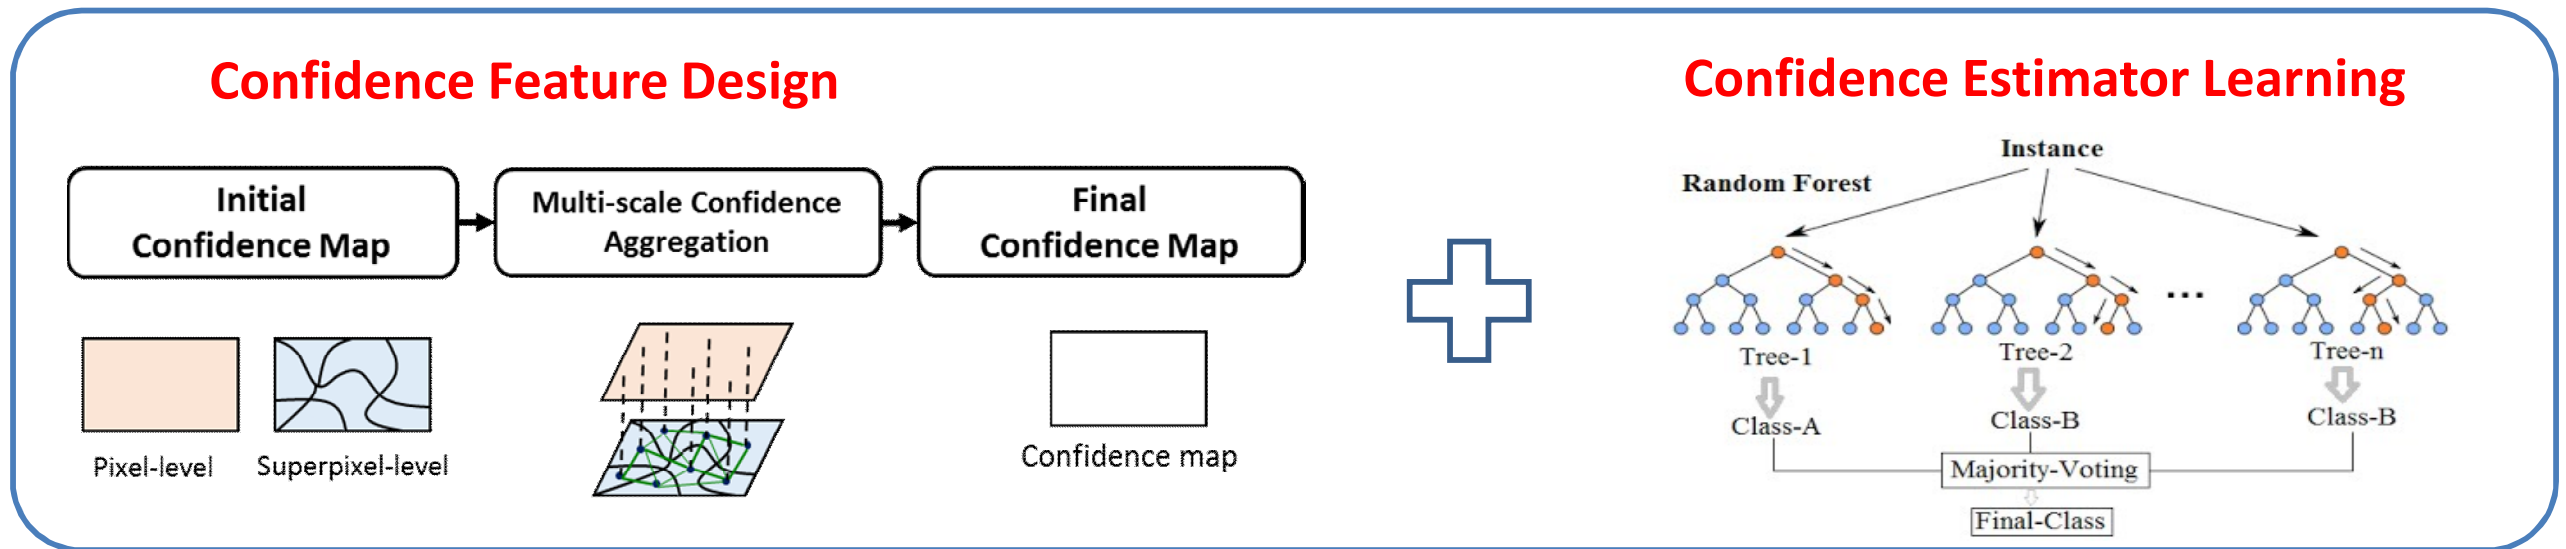 Confidence Feature Design
Initial
Confidence Map
Multi-scale Confidence
Aggregation
Final
Confidence Map
Pixel-level
Superpixel-level
Confidence map
Confidence Estimator Learning
Instance
Random Forest
...
Tree-1
Tree-2
Tree-n
Class-A
Class-B
Class-B
Majority-Voting
Final-Class